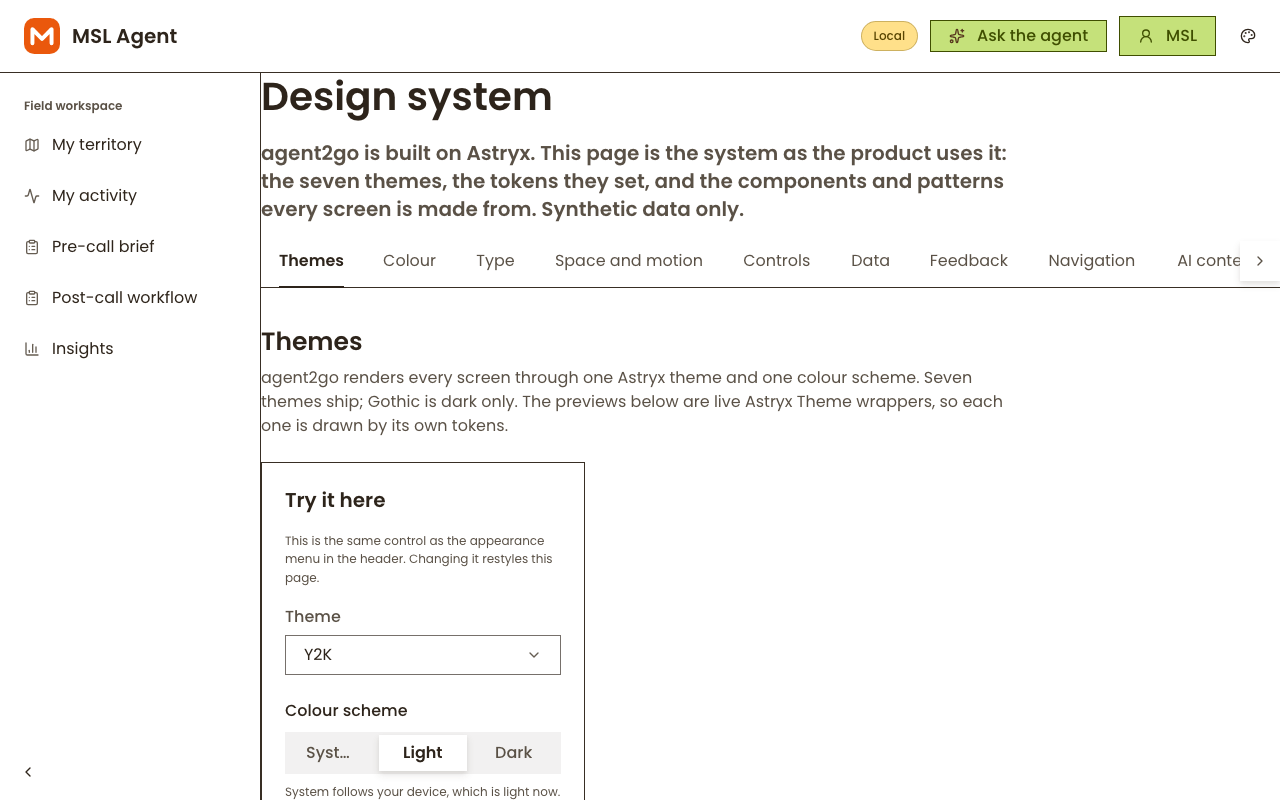 MSL Agent
Local
Ask the agent
MSL
Field workspace
My territory
My activity
Pre-call brief
Post-call workflow
Insights
Design system
agent2go is built on Astryx. This page is the system as the product uses it:
the seven themes, the tokens they set, and the components and patterns
every screen is made from. Synthetic data only.
Themes
Colour
Type
Space and motion
Controls
Data
Feedback
Navigation
AI conte
Themes
agent2go renders every screen through one Astryx theme and one colour scheme. Seven
themes ship; Gothic is dark only. The previews below are live Astryx Theme wrappers, so each
one is drawn by its own tokens.
Try it here
This is the same control as the appearance
menu in the header. Changing it restyles this
page.
Theme
Y2K
Colour scheme
Syst...
Light
Dark
System follows your device, which is light now.